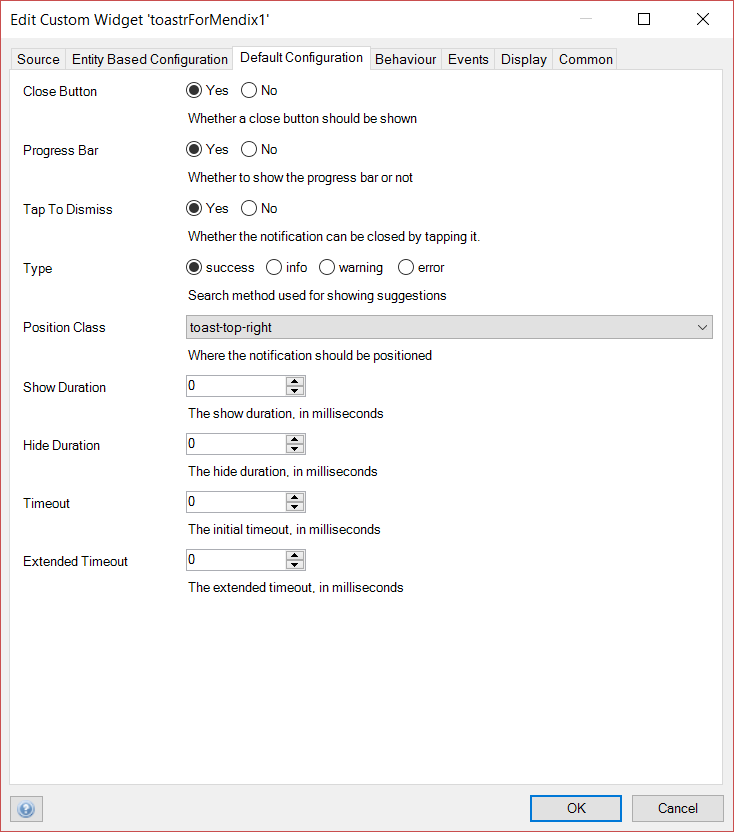 Edit Custom Widget 'toastrForMendix1'
Source Entity Based Configuration Default Configuration Behaviour Events Display Common
Close Button Yes No
Whether a close button should be shown
Progress Bar Yes No
Whether to show the progress bar or not
Tap To Dismiss Yes No
Whether the notification can be closed by tapping it.
Type success info warning error
Search method used for showing suggestions
Position Class toast-top-right
Where the notification should be positioned
Show Duration 0
The show duration, in milliseconds
Hide Duration 0
The hide duration, in milliseconds
Timeout 0
The initial timeout, in milliseconds
Extended Timeout 0
The extended timeout, in milliseconds
? OK Cancel